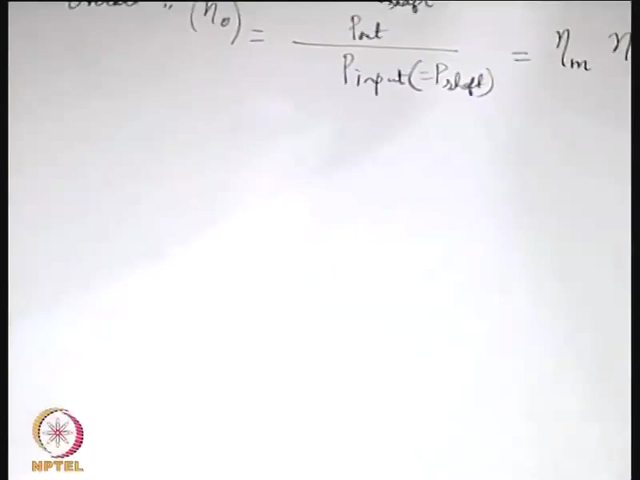 (η₀) = Pout / Pinput(=Pshaft) = ηm η
NPTEL